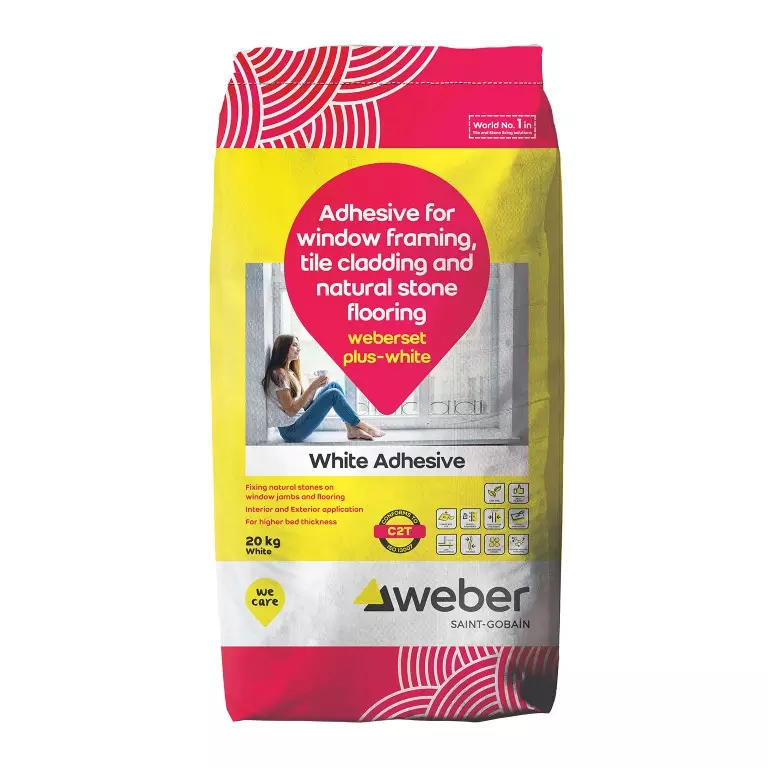 World No. 1 in
Tile and Stone fixing solutions
Adhesive for
window framing,
tile cladding and
natural stone
flooring
weberset
plus-white
White Adhesive
Fixing natural stones on
window jambs and flooring
Interior and Exterior application
For higher bed thickness
CONFORMS TO
C2T
ISO 13007
20 kg
White
we
care
weber
SAINT-GOBAIN